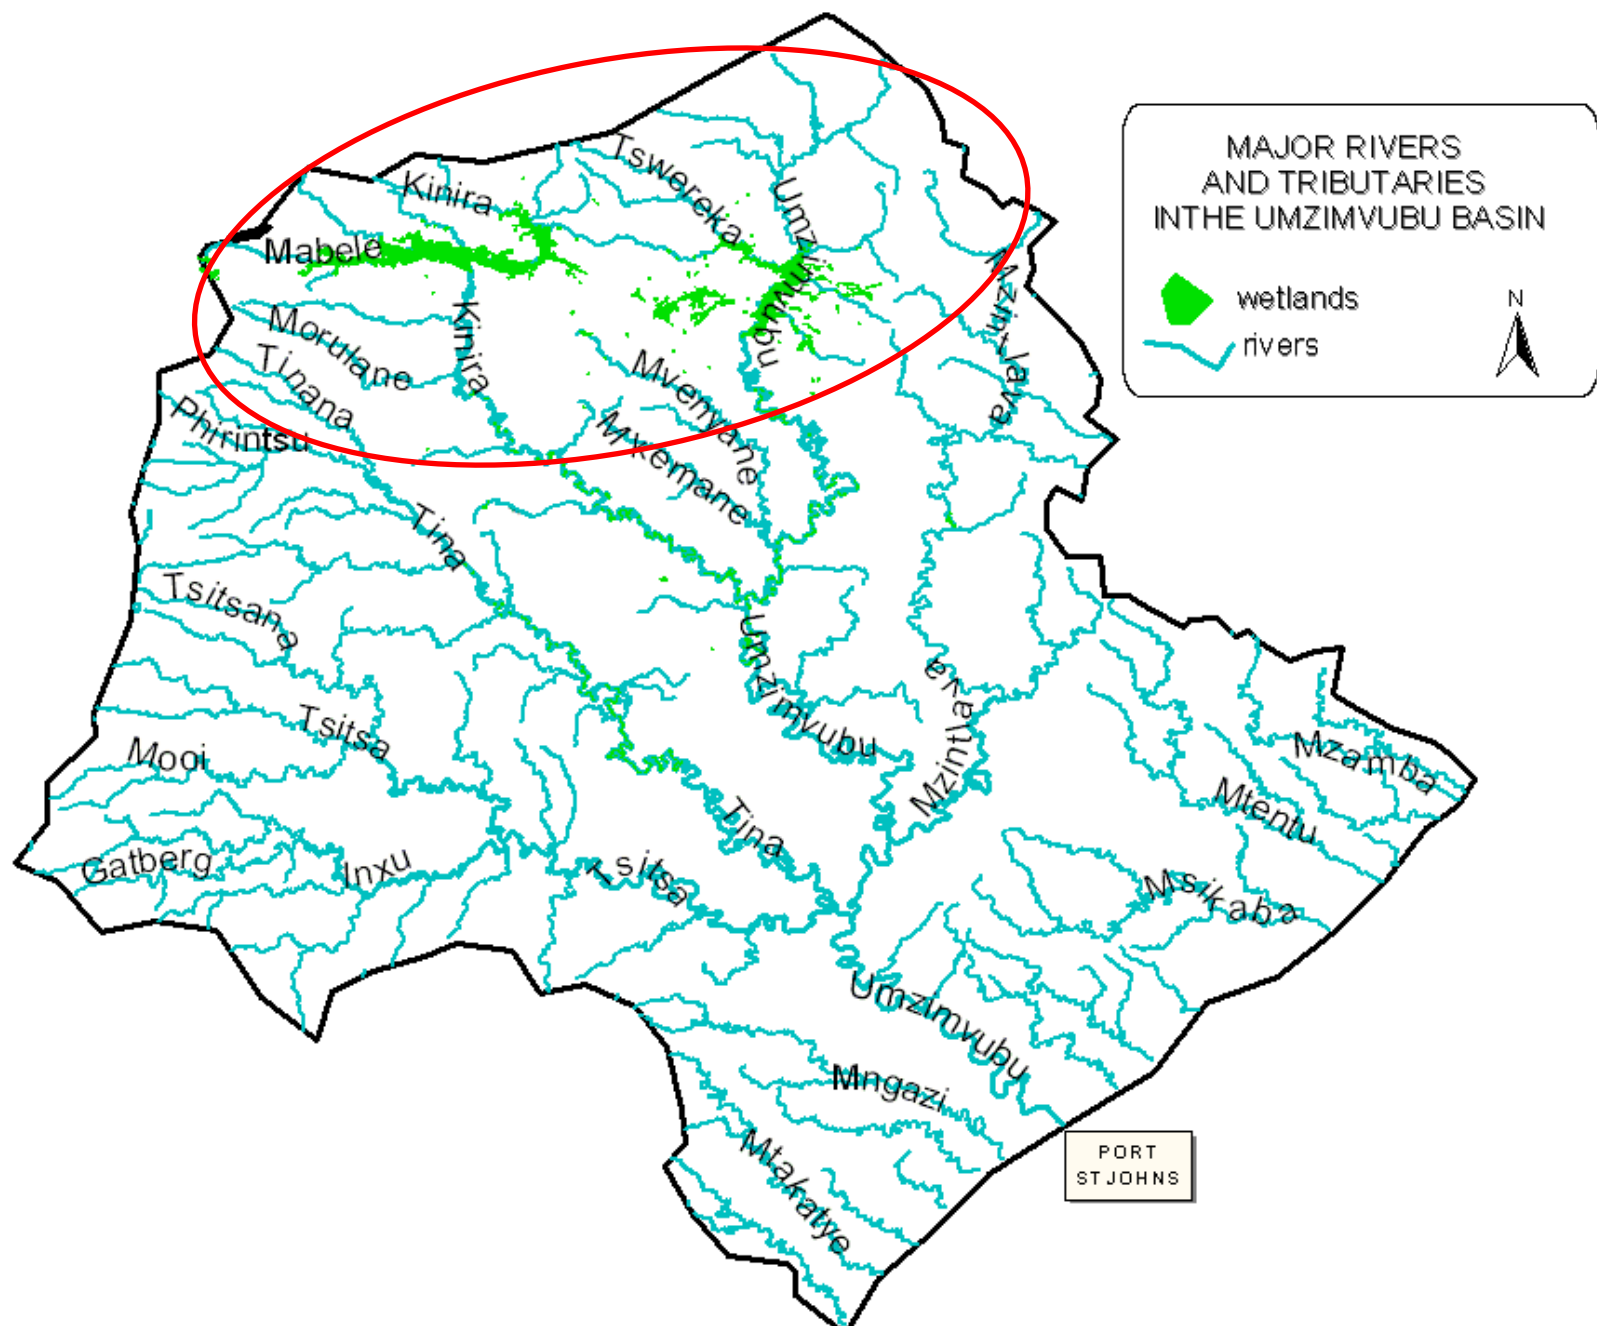 MAJOR RIVERS
AND TRIBUTARIES
INTHE UMZIMVUBU BASIN
wetlands
rivers
N
Tswereka
Kinira
Umzimvubu
Mabele
Mzintlava
Kinira
Morulane
Tinana
Mvenyane
Phirintsu
Mxemane
Tina
Tsitsana
Umzimvubu
Mzintlava
Tsitsa
Mooi
Mzamba
Mtentu
Tina
Gatberg
Inxu
Tsitsa
Msikaba
Umzimvubu
Mngazi
PORT
ST JOHNS
Mtakatye